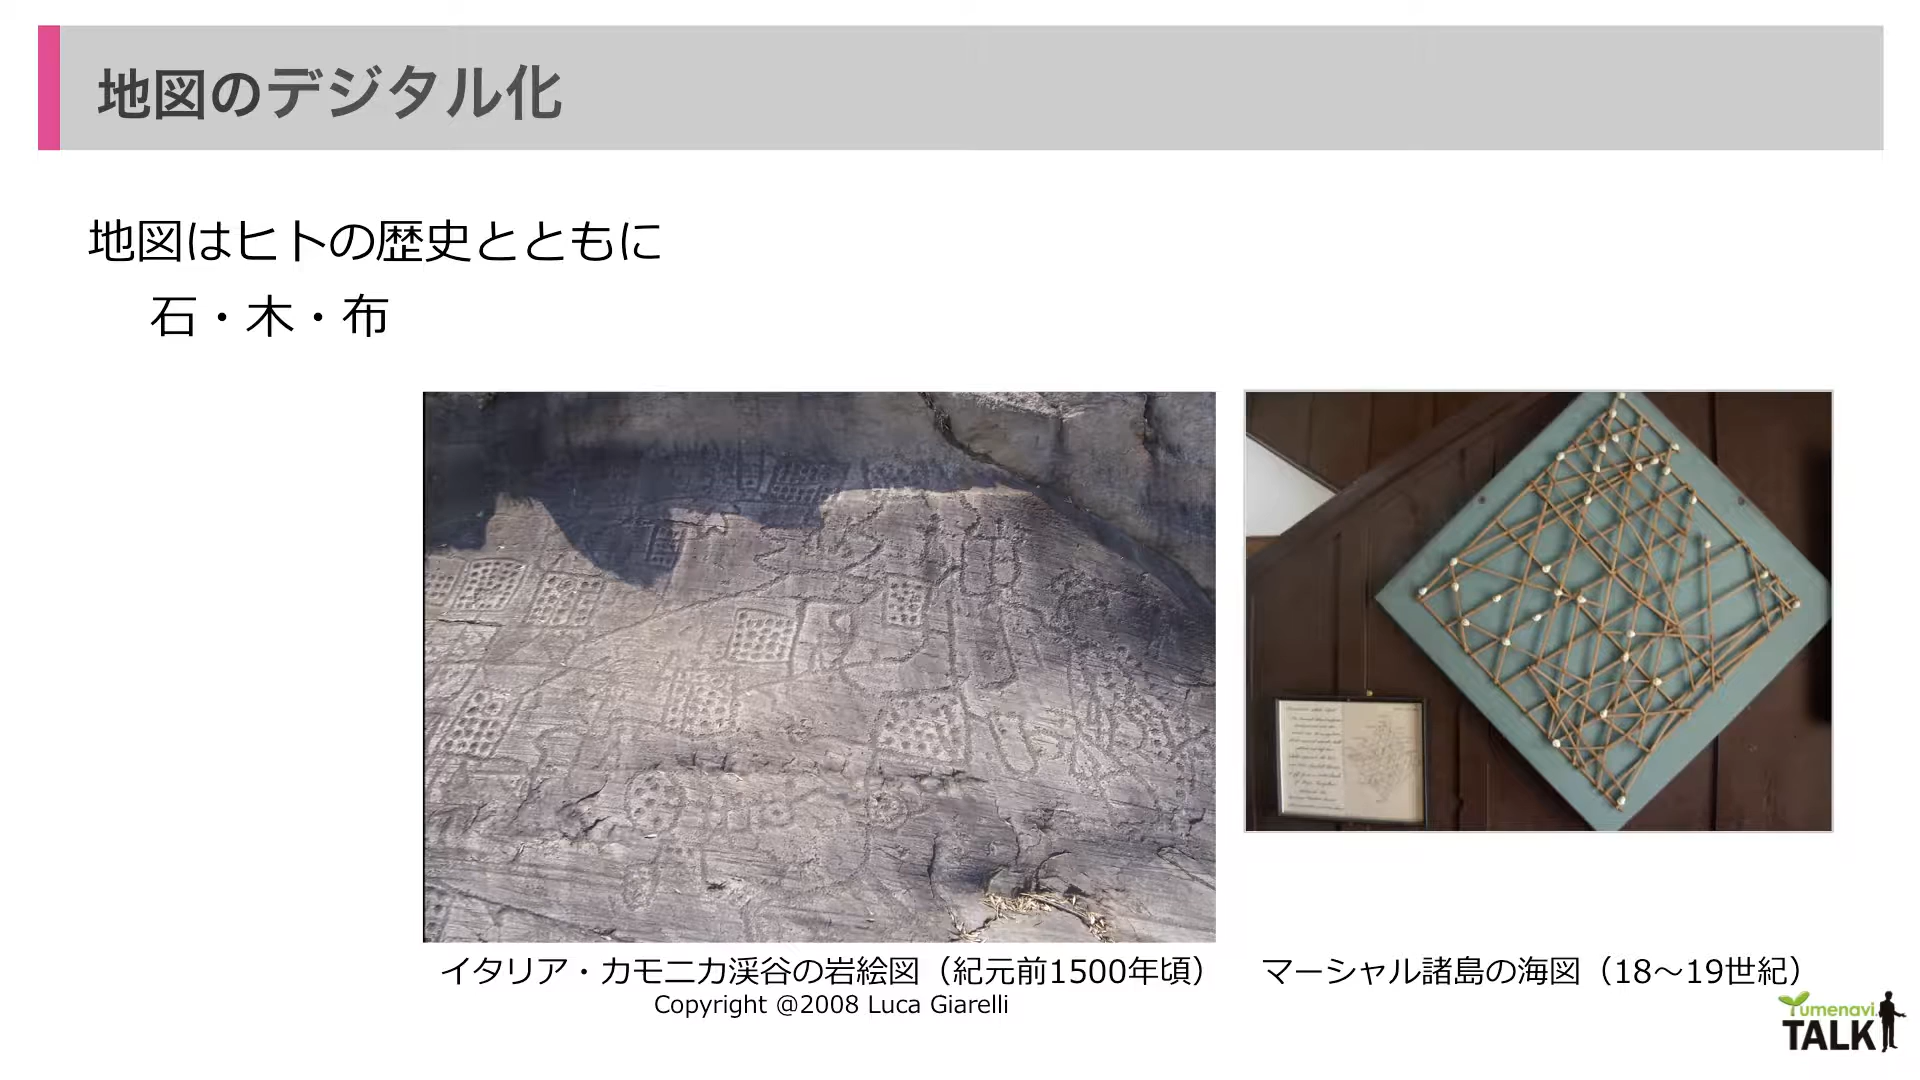 地図のデジタル化
地図はヒトの歴史とともに
石・木・布
イタリア・カモニカ渓谷の岩絵図（紀元前1500年頃）
Copyright @2008 Luca Giarelli
マーシャル諸島の海図（18～19世紀）
Yumenavi
TALK